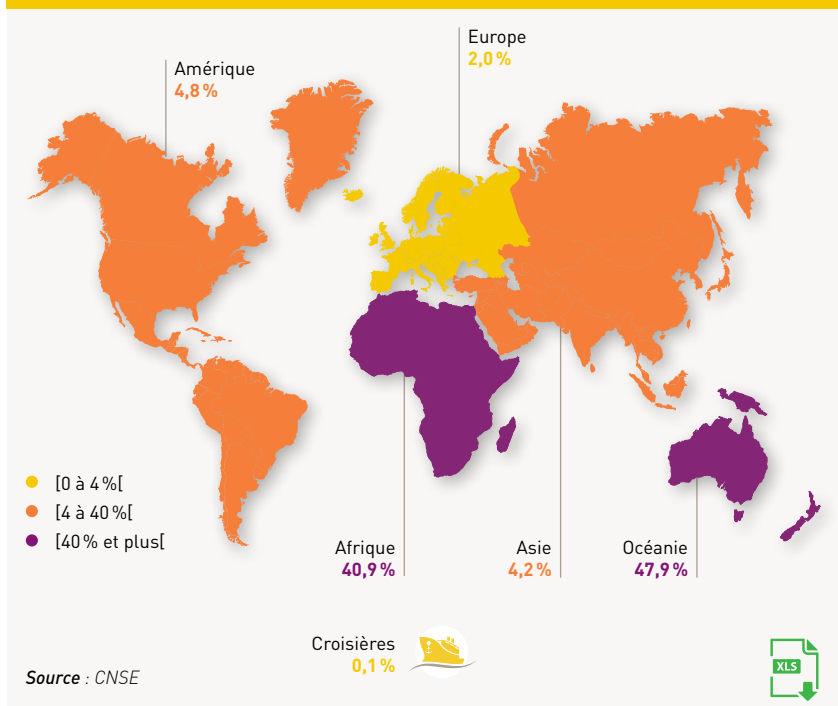 Europe
2,0 %
Amérique
4,8 %
[0 à 4 %[
[4 à 40 %[
[40 % et plus[
Afrique
40,9 %
Asie
4,2 %
Océanie
47,9 %
Croisières
0,1 %
Source : CNSE
XLS